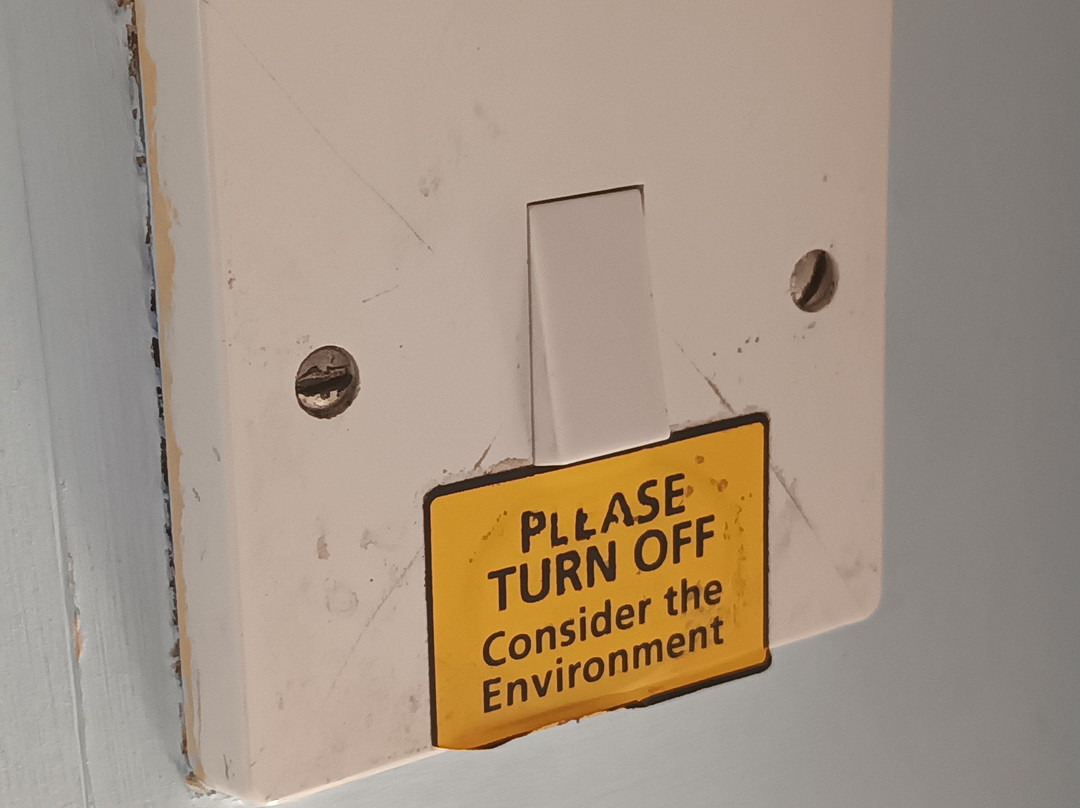 PLEASE
TURN OFF
Consider the
Environment